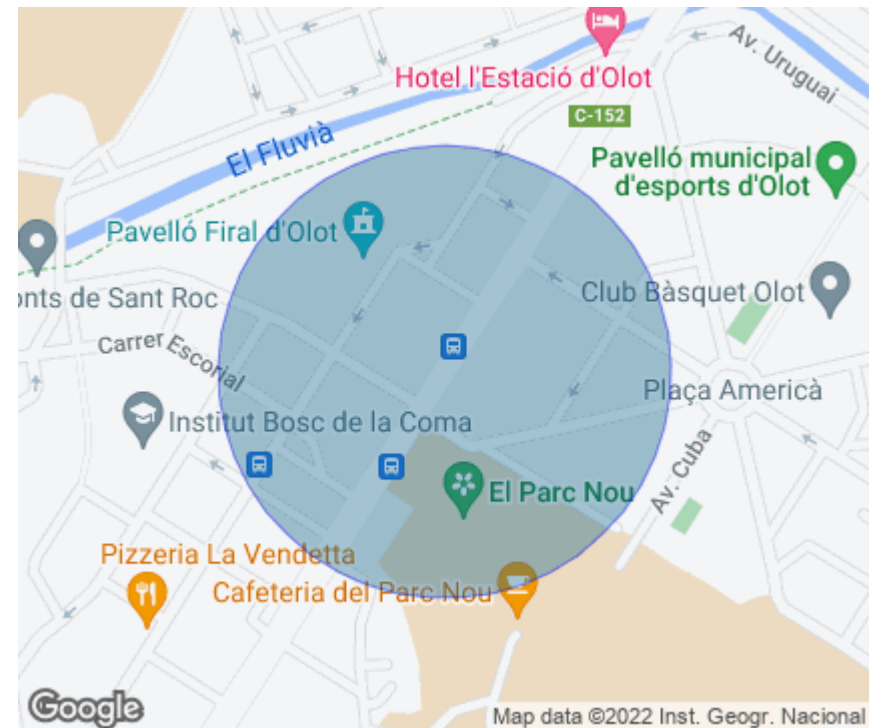 Av. Uruguai
Hotel l'Estació d'Olot
C-152
El Fluvià
Pavelló municipal
d'esports d'Olot
Pavelló Firal d'Olot
onts de Sant Roc
Club Bàsquet Olot
Carrer Escorial
Plaça Americà
Institut Bosc de la Coma
Av. Cuba
El Parc Nou
Pizzeria La Vendetta
Cafeteria del Parc Nou
Google
Map data ©2022 Inst. Geogr. Nacional